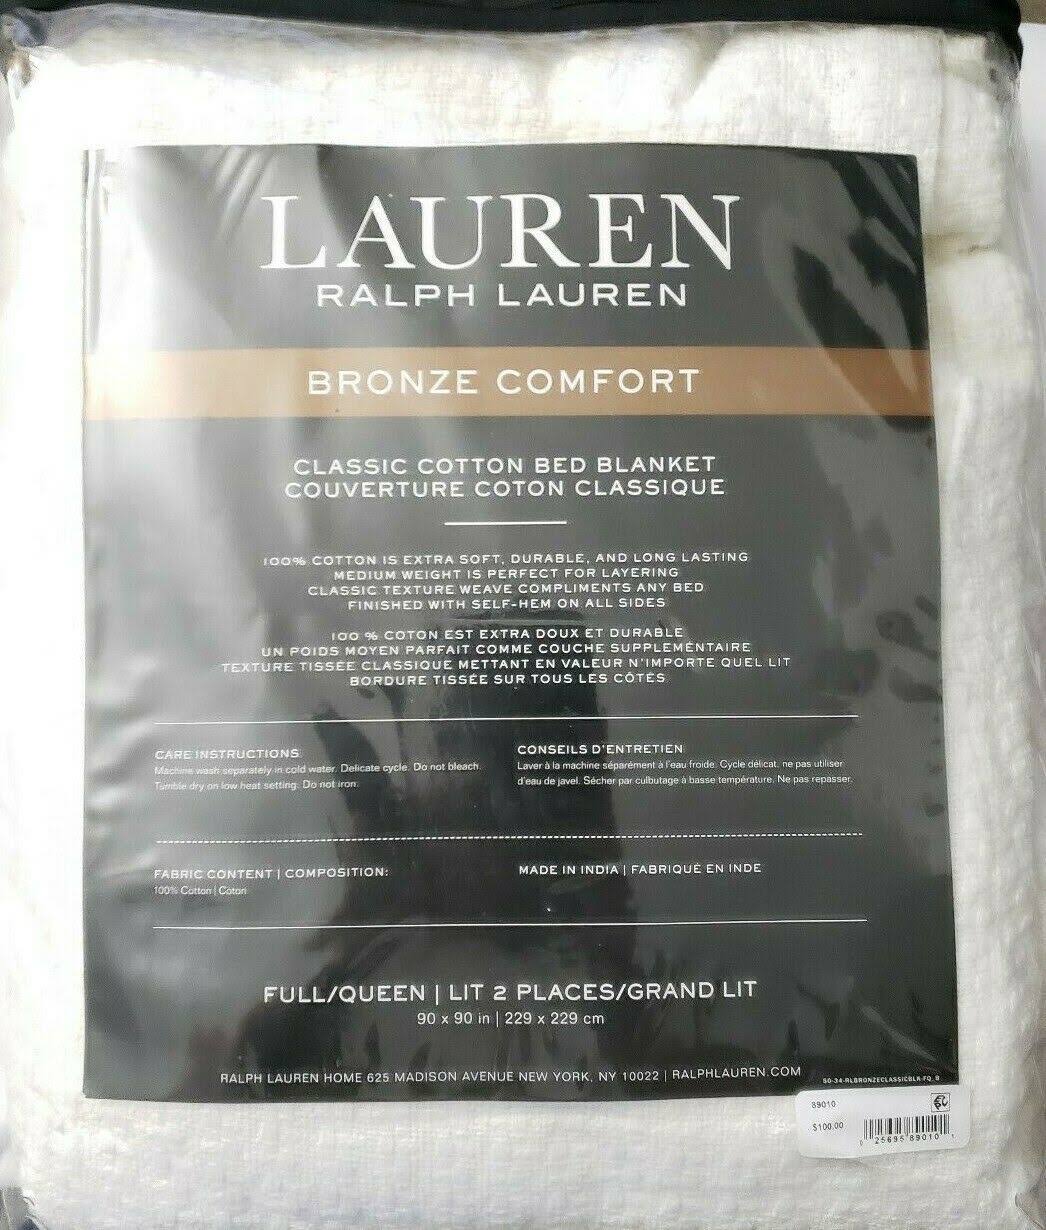 LAUREN
RALPH LAUREN
BRONZE COMFORT
CLASSIC COTTON BED BLANKET
COUVERTURE COTON CLASSIQUE
100% COTTON IS EXTRA SOFT, DURABLE, AND LONG LASTING
MEDIUM WEIGHT IS PERFECT FOR LAYERING
CLASSIC TEXTURE WEAVE COMPLIMENTS ANY BED
FINISHED WITH SELF-HEM ON ALL SIDES
100 % COTON EST EXTRA DOUX ET DURABLE
UN POIDS MOYEN PARFAIT COMME COUCHE SUPPLÉMENTAIRE
TEXTURE TISSÉE CLASSIQUE METTANT EN VALEUR N'IMPORTE QUEL LIT
BORDURE TISSÉE SUR TOUS LES CÔTÉS
CARE INSTRUCTIONS
Machine wash separately in cold water. Delicate cycle. Do not bleach.
Tumble dry on low heat setting. Do not iron.
CONSEILS D'ENTRETIEN
Laver à la machine séparément à l'eau froide. Cycle délicat, ne pas utiliser
d'eau de javel. Sécher par culbutage à basse température. Ne pas repasser.
FABRIC CONTENT | COMPOSITION:
100% Cotton | Coton
MADE IN INDIA | FABRIQUÉ EN INDE
FULL/QUEEN | LIT 2 PLACES/GRAND LIT
90 x 90 in | 229 x 229 cm
RALPH LAUREN HOME 625 MADISON AVENUE NEW YORK, NY 10022 | RALPHLAUREN.COM
SO-34-RLBRONZECLASSICBLK-FQ_B
89010
$100.00
0 25695 89010 1